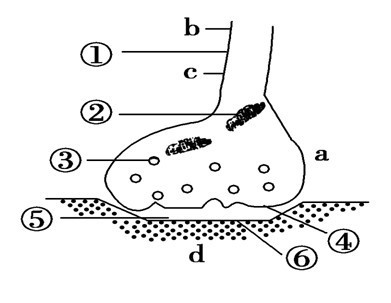 b
①
c
②
③
a
⑤
④
d
⑥